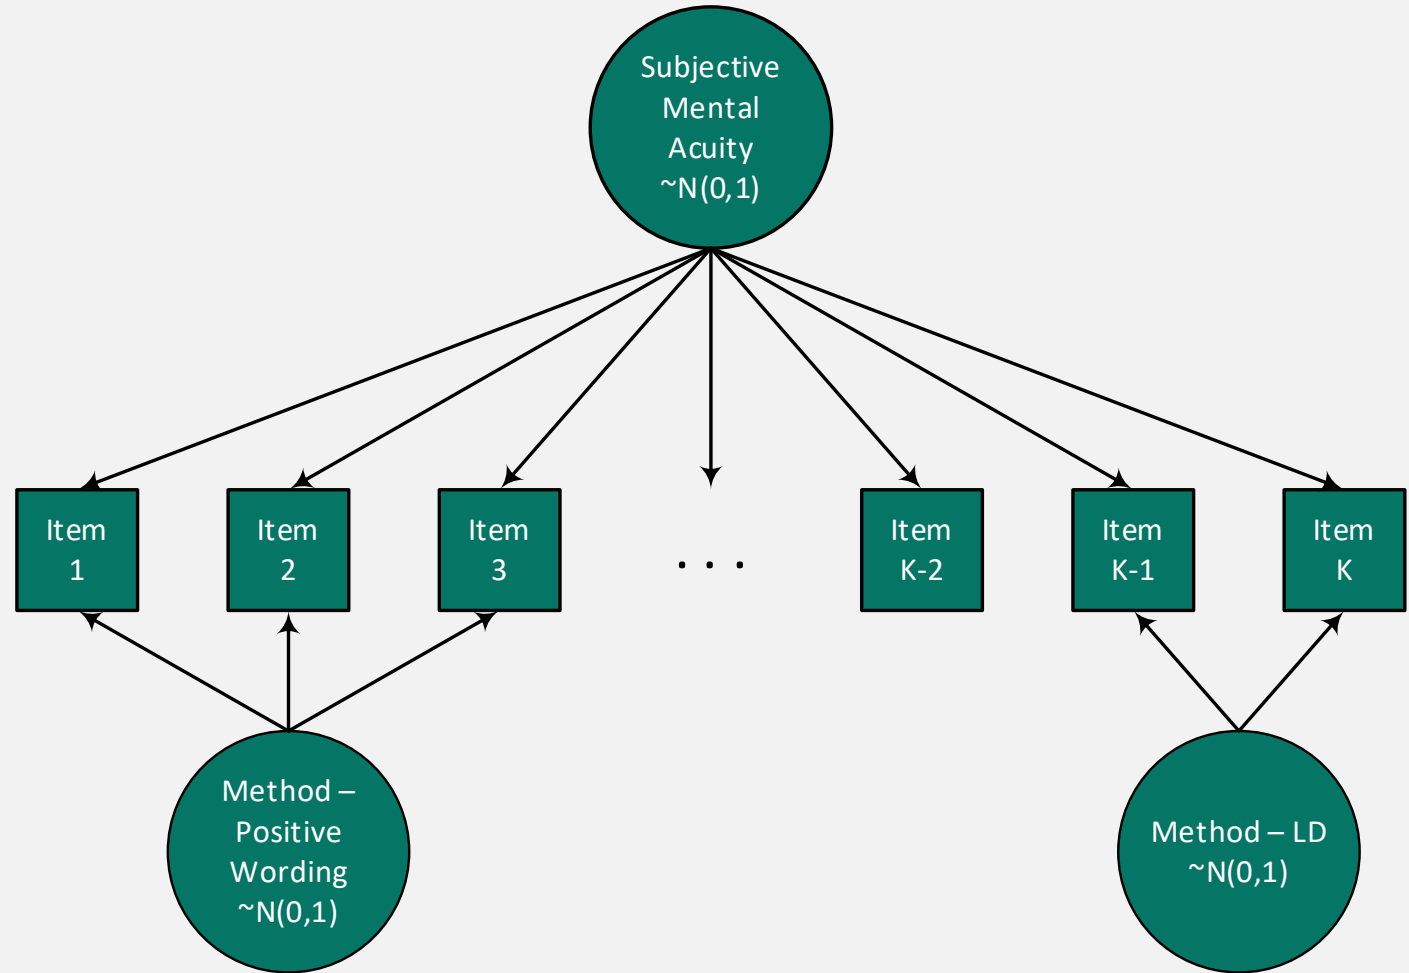 Subjective
Mental
Acuity
~N(0,1)
Item
1
Item
2
Item
3
. . .
Item
K-2
Item
K-1
Item
K
Method –
Positive
Wording
~N(0,1)
Method – LD
~N(0,1)